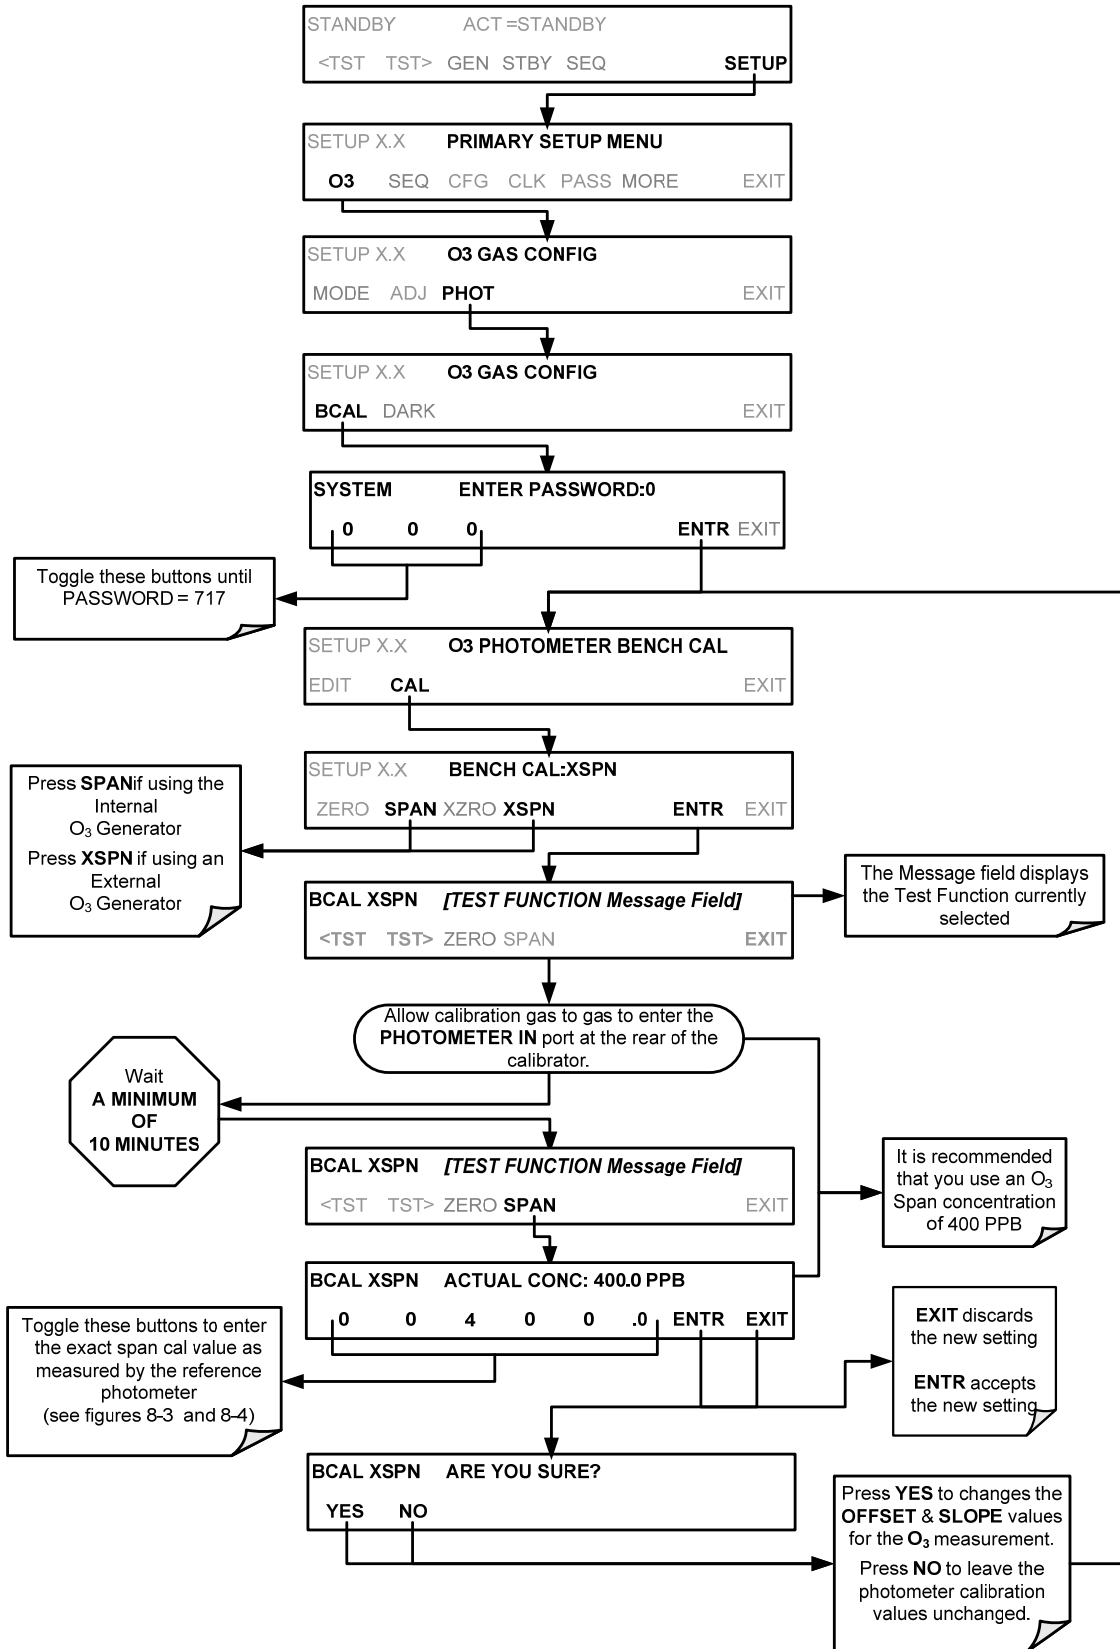 STANDBY ACT =STANDBY
<TST TST> GEN STBY SEQ SETUP
SETUP X.X PRIMARY SETUP MENU
O3 SEQ CFG CLK PASS MORE EXIT
SETUP X.X O3 GAS CONFIG
MODE ADJ PHOT EXIT
SETUP X.X O3 GAS CONFIG
BCAL DARK EXIT
SYSTEM ENTER PASSWORD:0
0 0 0 ENTR EXIT
Toggle these buttons until
PASSWORD = 717
SETUP X.X O3 PHOTOMETER BENCH CAL
EDIT CAL EXIT
SETUP X.X BENCH CAL:XSPN
ZERO SPAN XZRO XSPN ENTR EXIT
Press SPANif using the
Internal
O3 Generator
Press XSPN if using an
External
O3 Generator
BCAL XSPN [TEST FUNCTION Message Field]
<TST TST> ZERO SPAN EXIT
The Message field displays
the Test Function currently
selected
Allow calibration gas to gas to enter the
PHOTOMETER IN port at the rear of the
calibrator.
Wait
A MINIMUM
OF
10 MINUTES
BCAL XSPN [TEST FUNCTION Message Field]
<TST TST> ZERO SPAN EXIT
It is recommended
that you use an O3
Span concentration
of 400 PPB
BCAL XSPN ACTUAL CONC: 400.0 PPB
0 0 4 0 0 .0 ENTR EXIT
Toggle these buttons to enter
the exact span cal value as
measured by the reference
photometer
(see figures 8-3 and 8-4)
EXIT discards
the new setting
ENTR accepts
the new setting
BCAL XSPN ARE YOU SURE?
YES NO
Press YES to changes the
OFFSET & SLOPE values
for the O3 measurement.
Press NO to leave the
photometer calibration
values unchanged.